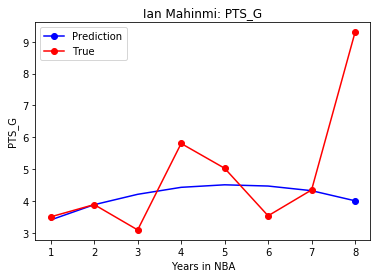 Ian Mahinmi: PTS_G
Prediction
True
PTS_G
9
8
7
6
5
4
3
1 2 3 4 5 6 7 8
Years in NBA